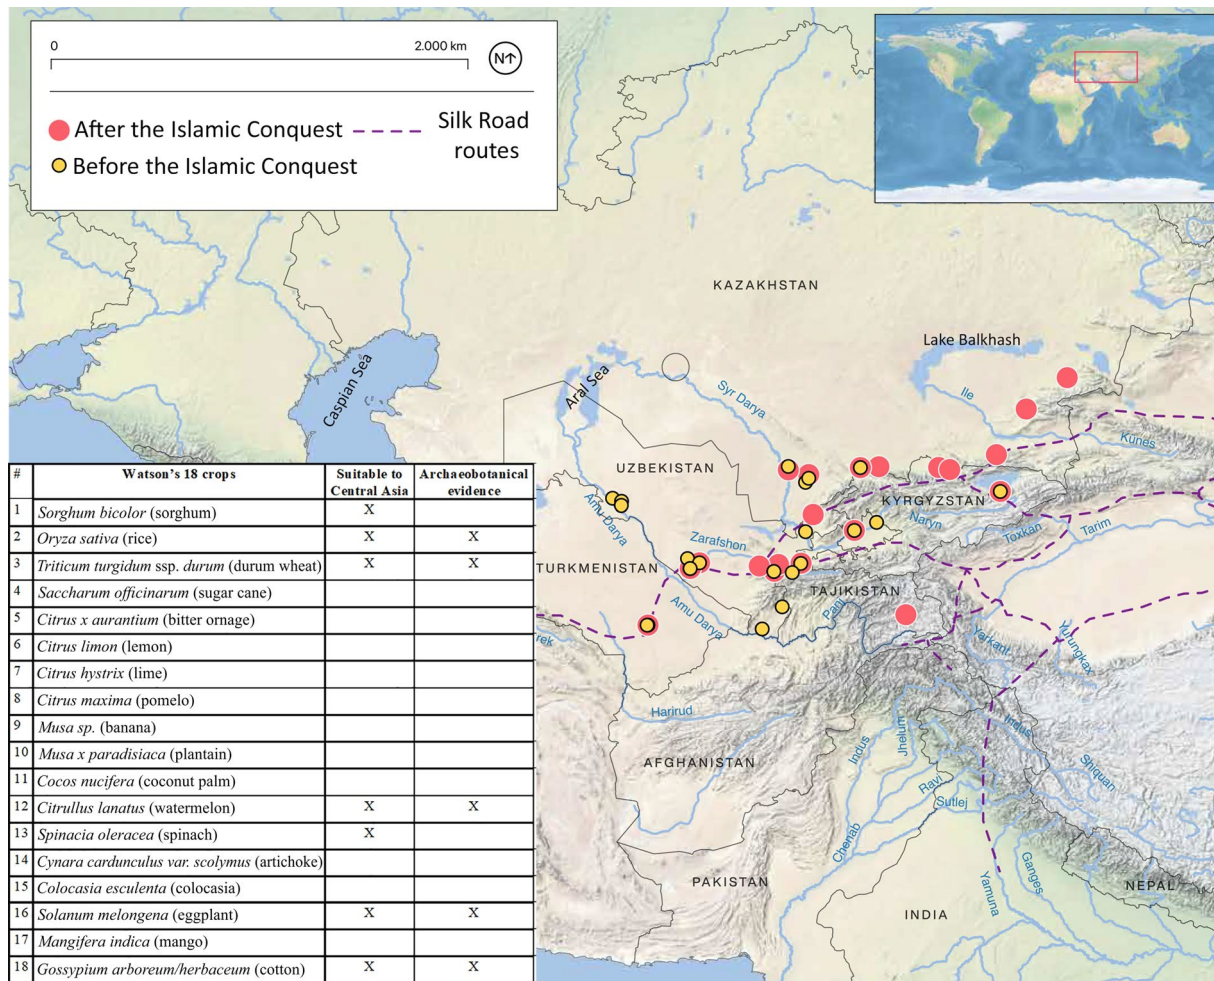 0 2.000 km
N↑
After the Islamic Conquest
Silk Road
routes
Before the Islamic Conquest
KAZAKHSTAN
Lake Balkhash
Caspian Sea
Aral Sea
Syr Darya
Ile
Kunes
UZBEKISTAN
KYRGYZSTAN
Amu Darya
Naryn
Toxkan
Tarim
Zarafshon
TURKMENISTAN
TAJIKISTAN
Amu Darya
Panj
rek
Yarkant
Yurungkax
Harirud
Indus
Jhelum
Indus
AFGHANISTAN
Shiquan
Ravi
Sutlej
Chenab
PAKISTAN
Yamuna
Ganges
NEPAL
INDIA
# Watson's 18 crops Suitable to Central Asia Archaeobotanical evidence
1 Sorghum bicolor (sorghum) X
2 Oryza sativa (rice) X X
3 Triticum turgidum ssp. durum (durum wheat) X X
4 Saccharum officinarum (sugar cane)
5 Citrus x aurantium (bitter ornage)
6 Citrus limon (lemon)
7 Citrus hystrix (lime)
8 Citrus maxima (pomelo)
9 Musa sp. (banana)
10 Musa x paradisiaca (plantain)
11 Cocos nucifera (coconut palm)
12 Citrullus lanatus (watermelon) X X
13 Spinacia oleracea (spinach) X
14 Cynara cardunculus var. scolymus (artichoke)
15 Colocasia esculenta (colocasia)
16 Solanum melongena (eggplant) X X
17 Mangifera indica (mango)
18 Gossypium arboreum/herbaceum (cotton) X X